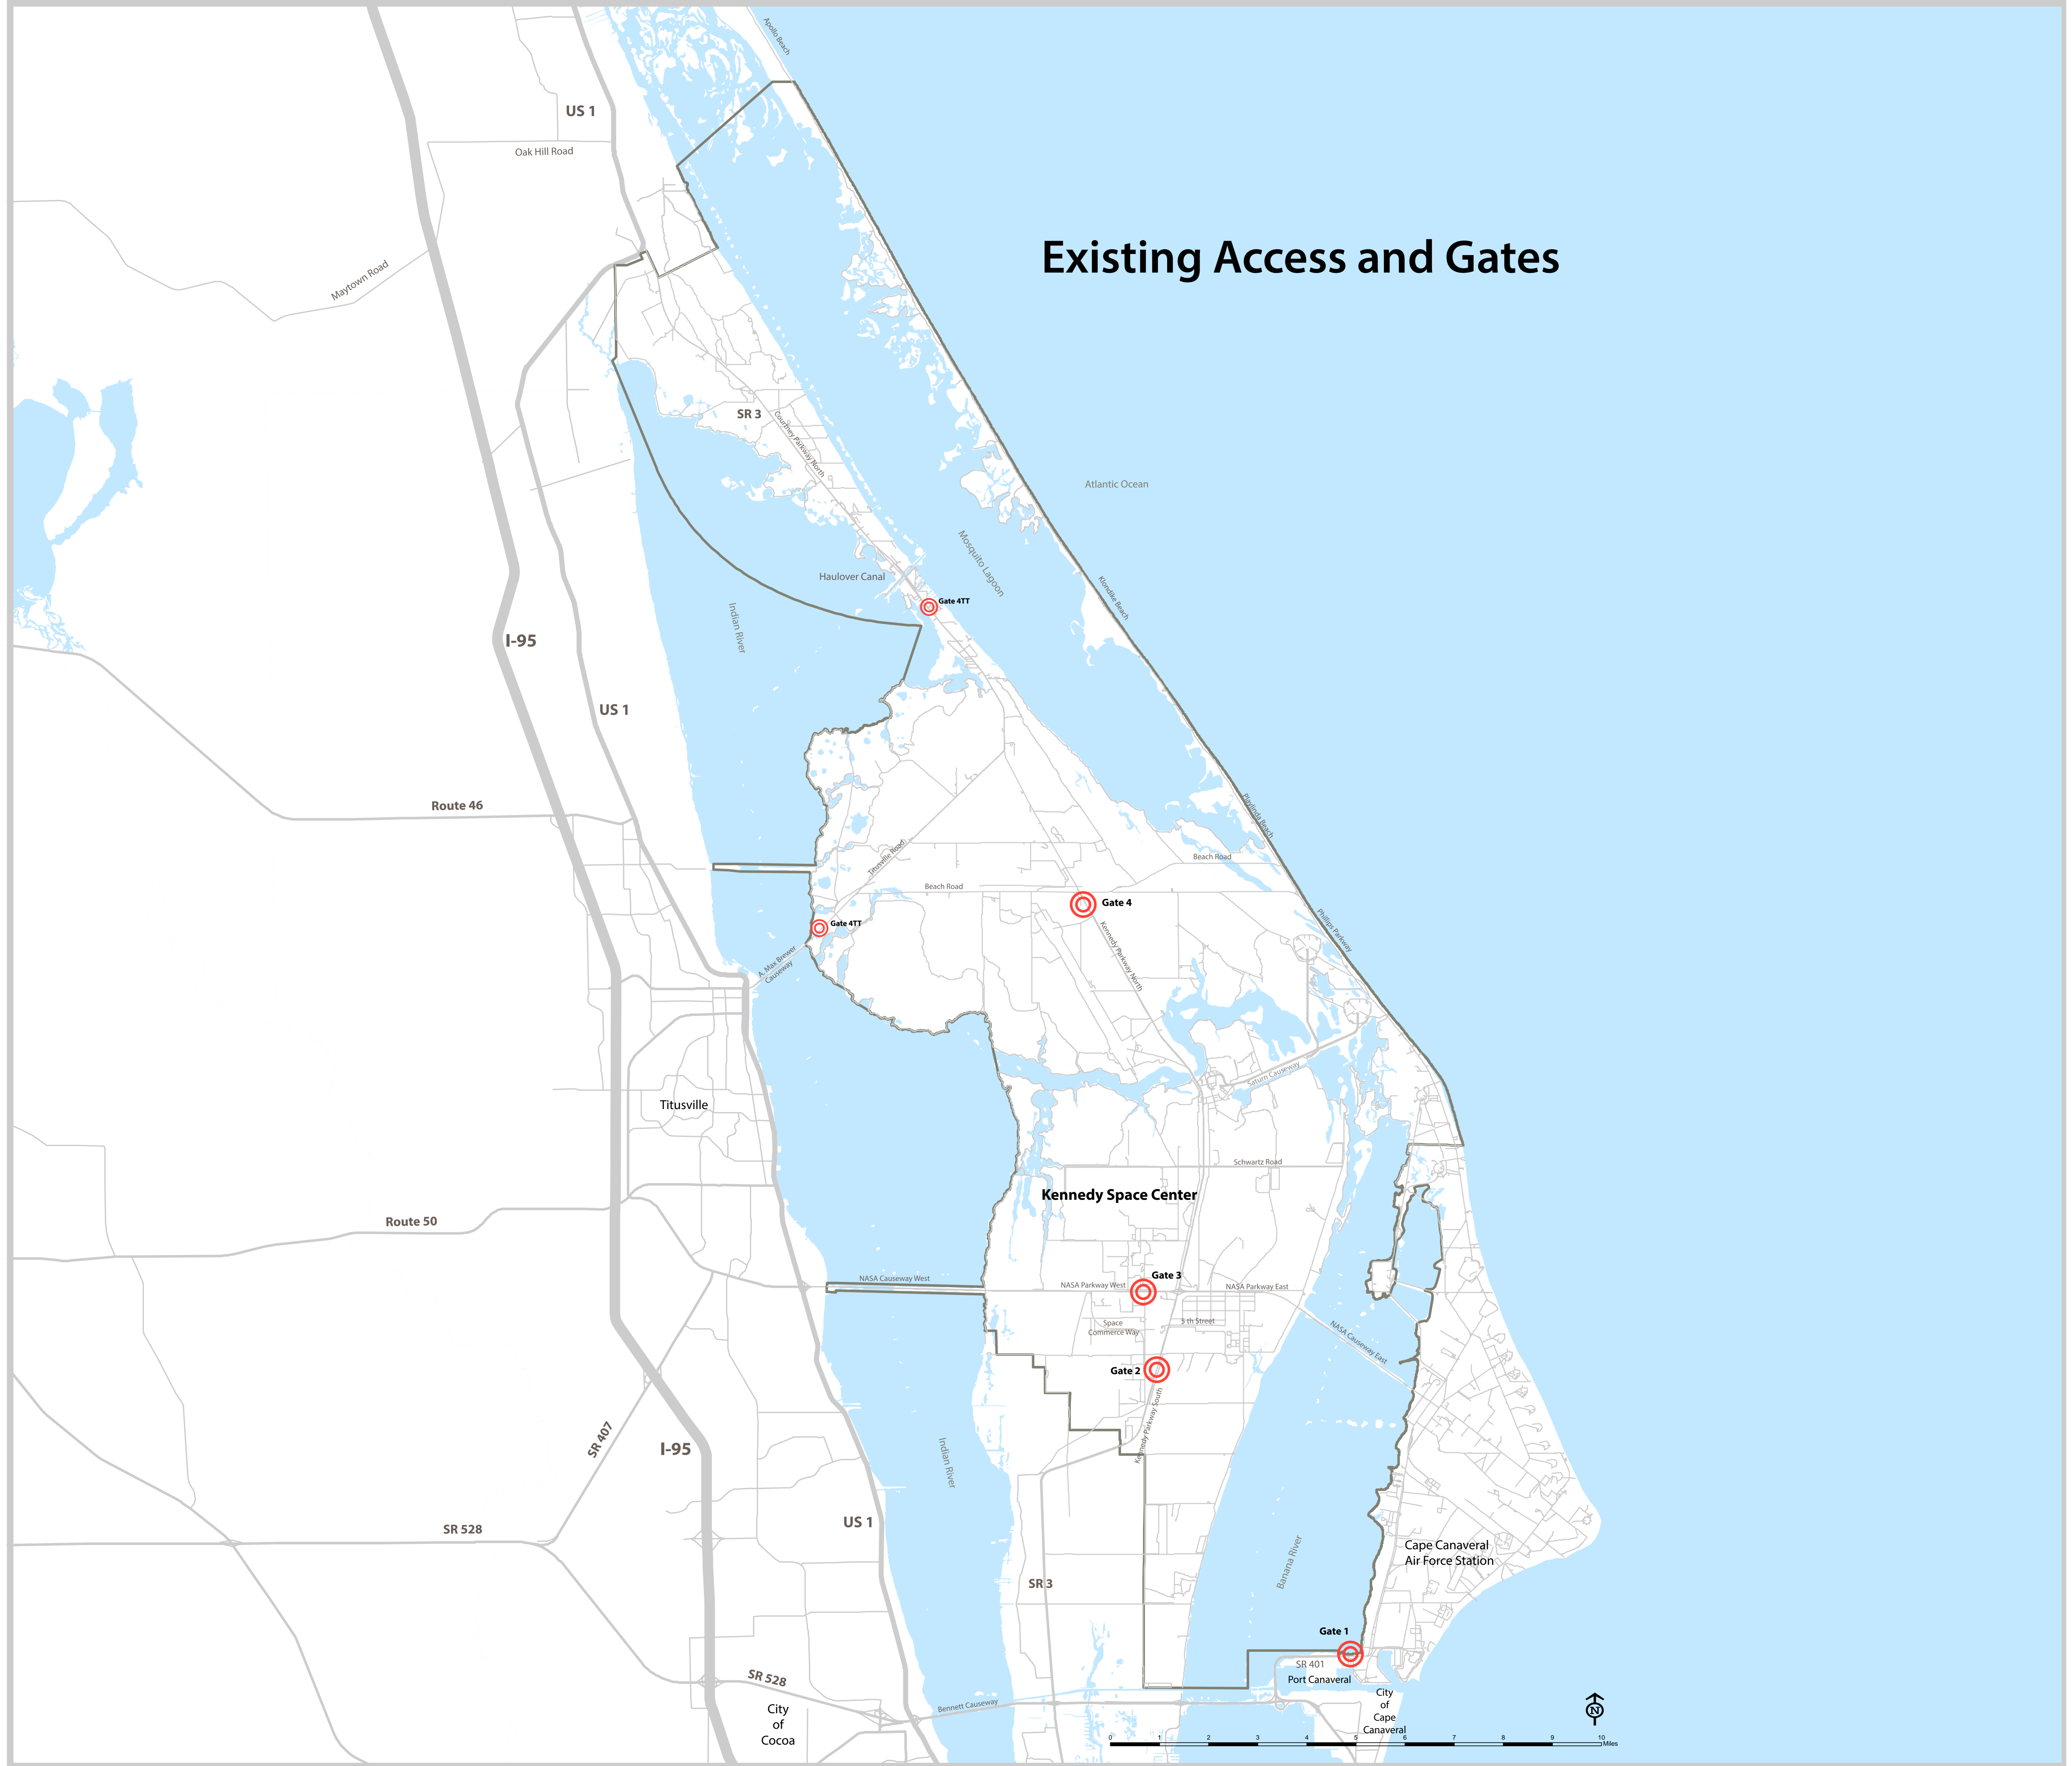 Apollo Beach
US 1
Oak Hill Road
Existing Access and Gates
Maytown Road
SR 3
Courtney Parkway North
Atlantic Ocean
Mosquito Lagoon
Haulover Canal
Klondike Beach
Gate 4TT
Indian River
I-95
US 1
Route 46
Playlinda Beach
Titusville Road
Beach Road
Beach Road
Gate 4
Gate 4TT
Phillips Parkway
Kennedy Parkway North
A. Max Brewer
Causeway
Saturn Causeway
Titusville
Schwartz Road
Kennedy Space Center
Route 50
Gate 3
NASA Causeway West
NASA Parkway West
NASA Parkway East
Space
Commerce Way
5 th Street
NASA Causeway East
Gate 2
Kennedy Parkway South
SR 407
I-95
Indian River
US 1
SR 528
Cape Canaveral
Air Force Station
Banana River
SR 3
Gate 1
SR 401
Port Canaveral
SR 528
Bennett Causeway
City
of
Cape
Canaveral
City
of
Cocoa
N
0 1 2 3 4 5 6 7 8 9 10
Miles